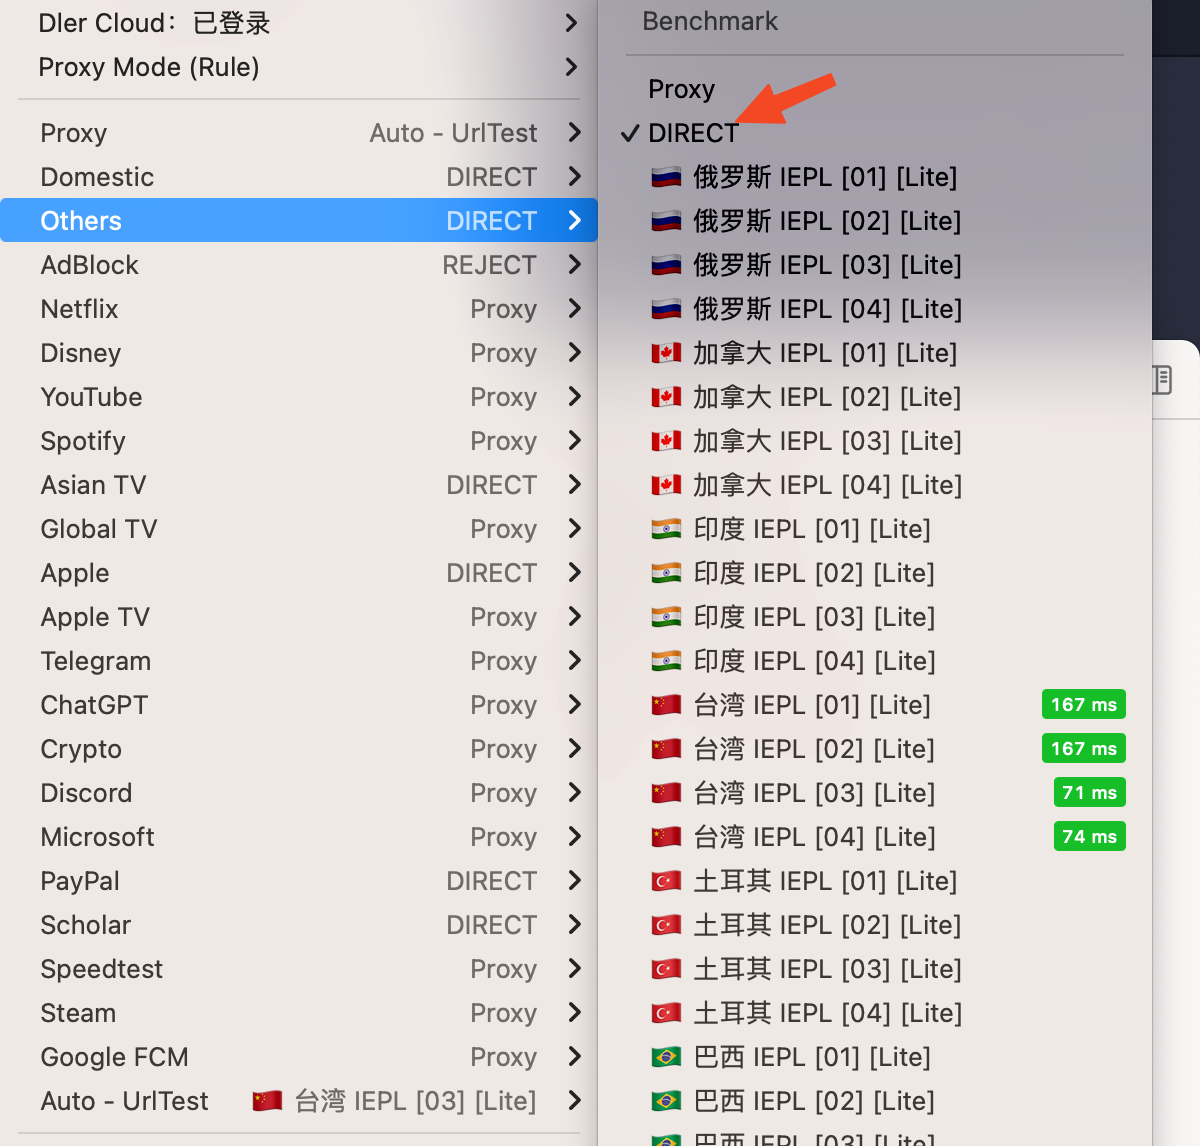 Dler Cloud：已登录
Proxy Mode (Rule)
Proxy Auto - UrlTest
Domestic DIRECT
Others DIRECT
AdBlock REJECT
Netflix Proxy
Disney Proxy
YouTube Proxy
Spotify Proxy
Asian TV DIRECT
Global TV Proxy
Apple DIRECT
Apple TV Proxy
Telegram Proxy
ChatGPT Proxy
Crypto Proxy
Discord Proxy
Microsoft Proxy
PayPal DIRECT
Scholar DIRECT
Speedtest Proxy
Steam Proxy
Google FCM Proxy
Auto - UrlTest 🇨🇳 台湾 IEPL [03] [Lite]
Benchmark
Proxy
✓ DIRECT
🇷🇺 俄罗斯 IEPL [01] [Lite]
🇷🇺 俄罗斯 IEPL [02] [Lite]
🇷🇺 俄罗斯 IEPL [03] [Lite]
🇷🇺 俄罗斯 IEPL [04] [Lite]
🇨🇦 加拿大 IEPL [01] [Lite]
🇨🇦 加拿大 IEPL [02] [Lite]
🇨🇦 加拿大 IEPL [03] [Lite]
🇨🇦 加拿大 IEPL [04] [Lite]
🇮🇳 印度 IEPL [01] [Lite]
🇮🇳 印度 IEPL [02] [Lite]
🇮🇳 印度 IEPL [03] [Lite]
🇮🇳 印度 IEPL [04] [Lite]
🇨🇳 台湾 IEPL [01] [Lite] 167 ms
🇨🇳 台湾 IEPL [02] [Lite] 167 ms
🇨🇳 台湾 IEPL [03] [Lite] 71 ms
🇨🇳 台湾 IEPL [04] [Lite] 74 ms
🇹🇷 土耳其 IEPL [01] [Lite]
🇹🇷 土耳其 IEPL [02] [Lite]
🇹🇷 土耳其 IEPL [03] [Lite]
🇹🇷 土耳其 IEPL [04] [Lite]
🇧🇷 巴西 IEPL [01] [Lite]
🇧🇷 巴西 IEPL [02] [Lite]
🇧🇷 巴西 IEPL [03] [Lite]